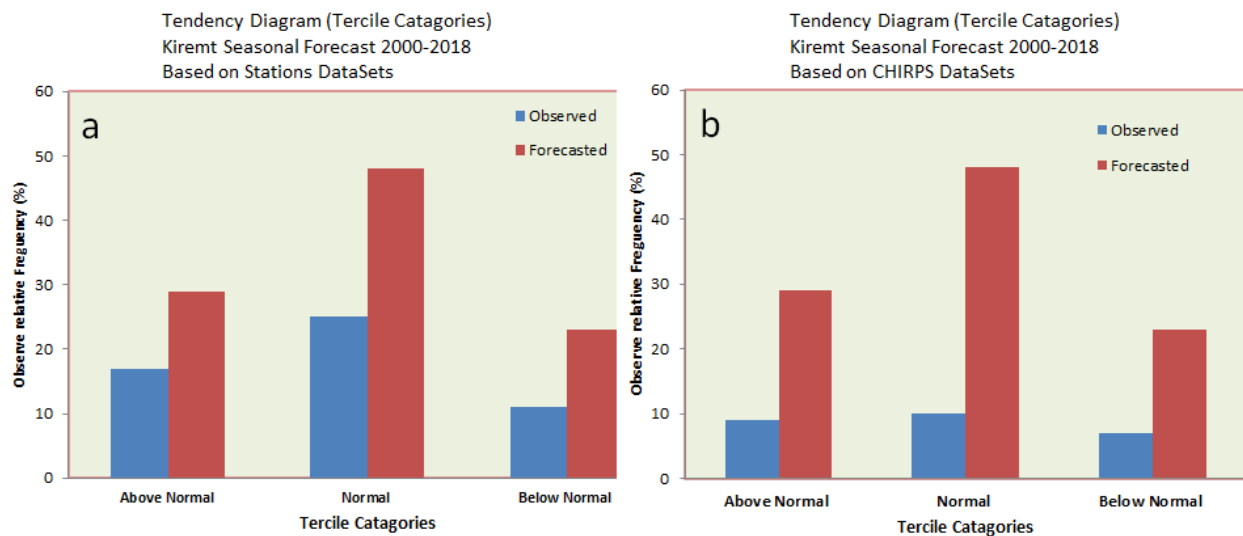 Tendency Diagram (Tercile Catagories)
Kiremt Seasonal Forecast 2000-2018
Based on Stations DataSets
a
Observed
Forecasted
60
50
40
30
20
10
0
Observe relative Freguency (%)
Above Normal
Normal
Below Normal
Tercile Catagories
Tendency Diagram (Tercile Catagories)
Kiremt Seasonal Forecast 2000-2018
Based on CHIRPS DataSets
b
Observed
Forecasted
60
50
40
30
20
10
0
Observe relative Freguency (%)
Above Normal
Normal
Below Normal
Tercile Catagories